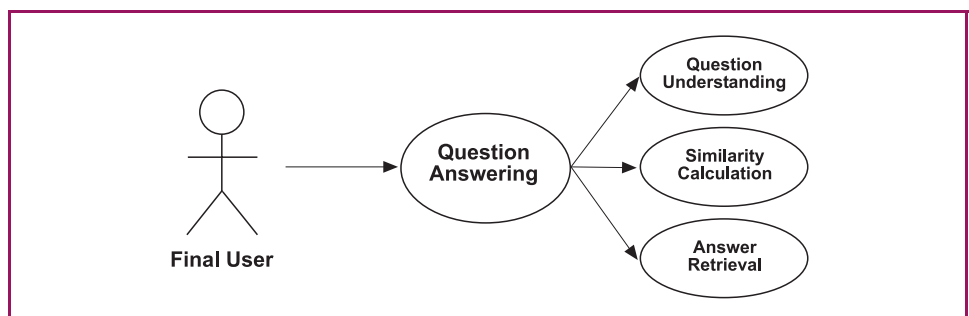 Question
Understanding
Question
Answering
Similarity
Calculation
Final User
Answer
Retrieval